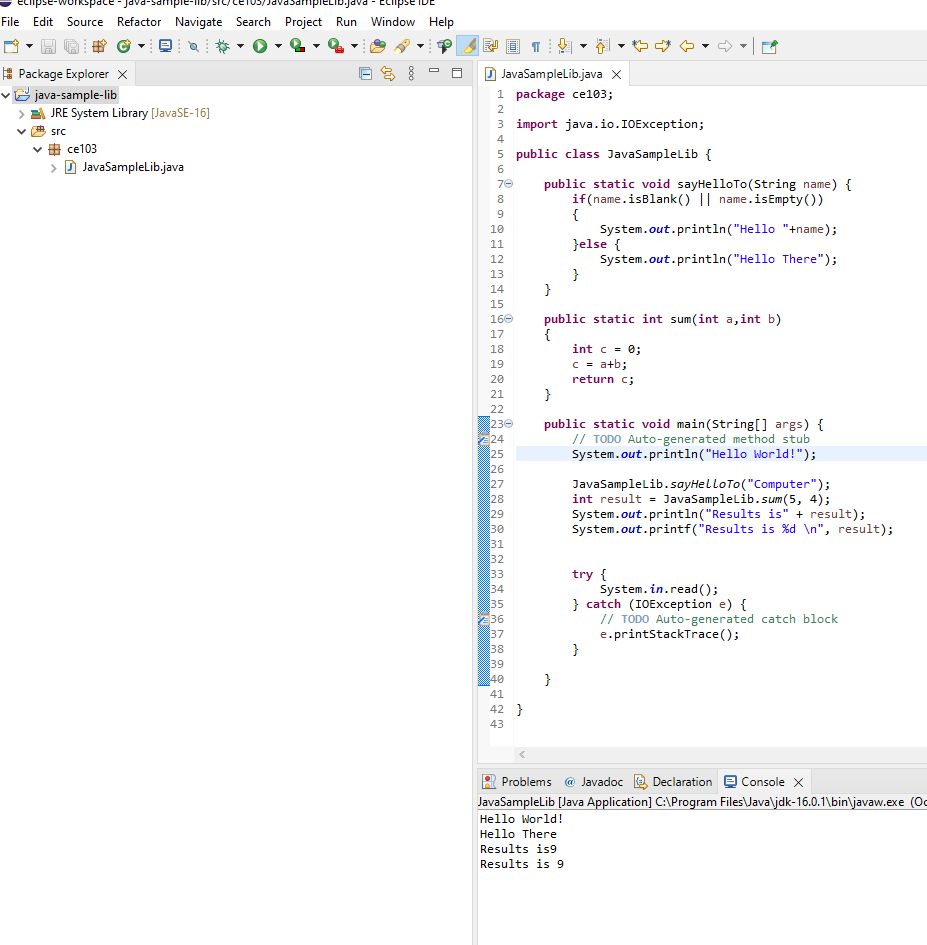 eclipse-workspace - java-sample-lib/src/ce103/JavaSampleLib.java - Eclipse IDE
File Edit Source Refactor Navigate Search Project Run Window Help
Package Explorer
java-sample-lib
JRE System Library [JavaSE-16]
src
ce103
JavaSampleLib.java
JavaSampleLib.java
1 package ce103;
2
3 import java.io.IOException;
4
5 public class JavaSampleLib {
6
7 public static void sayHelloTo(String name) {
8 if(name.isBlank() || name.isEmpty())
9 {
10 System.out.println("Hello "+name);
11 }else {
12 System.out.println("Hello There");
13 }
14 }
15
16 public static int sum(int a,int b)
17 {
18 int c = 0;
19 c = a+b;
20 return c;
21 }
22
23 public static void main(String[] args) {
24 // TODO Auto-generated method stub
25 System.out.println("Hello World!");
26
27 JavaSampleLib.sayHelloTo("Computer");
28 int result = JavaSampleLib.sum(5, 4);
29 System.out.println("Results is" + result);
30 System.out.printf("Results is %d \n", result);
31
32
33 try {
34 System.in.read();
35 } catch (IOException e) {
36 // TODO Auto-generated catch block
37 e.printStackTrace();
38 }
39
40 }
41
42 }
43
Problems @ Javadoc Declaration Console
JavaSampleLib [Java Application] C:\Program Files\Java\jdk-16.0.1\bin\javaw.exe (Oc
Hello World!
Hello There
Results is9
Results is 9